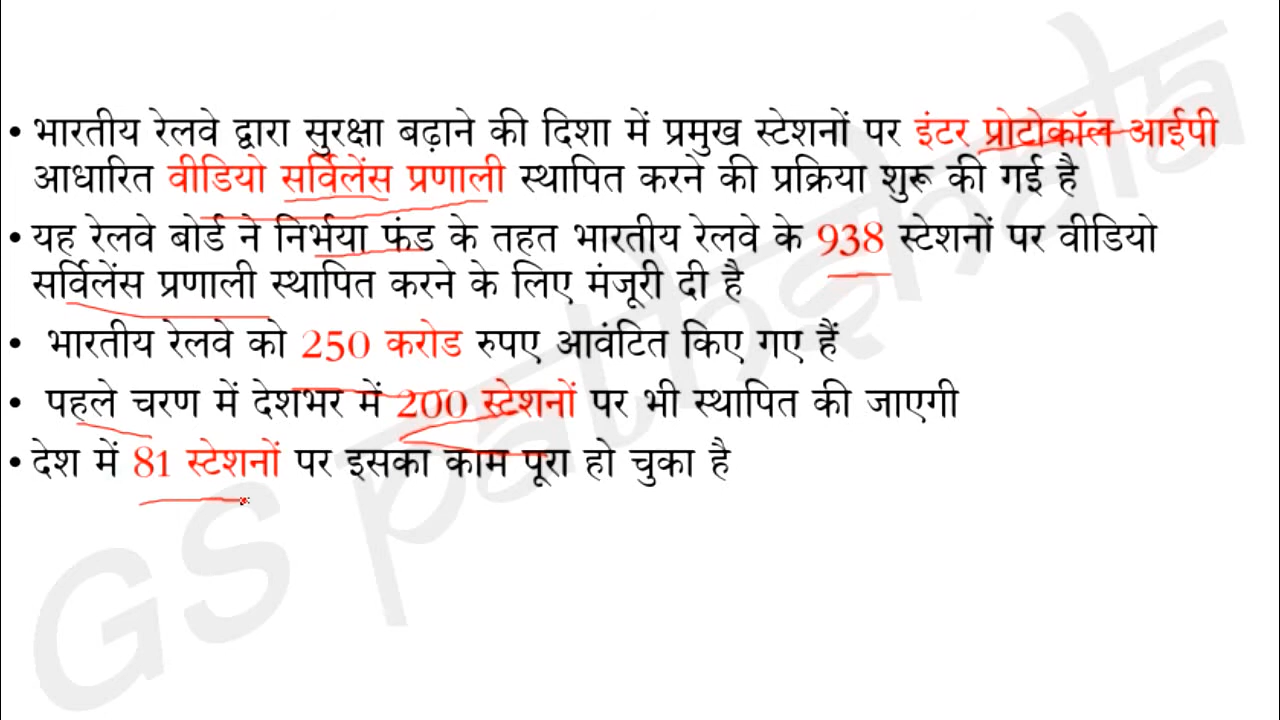 • भारतीय रेलवे द्वारा सुरक्षा बढ़ाने की दिशा में प्रमुख स्टेशनों पर इंटर प्रोटोकॉल आईपी
आधारित वीडियो सर्विलेंस प्रणाली स्थापित करने की प्रक्रिया शुरू की गई है
• यह रेलवे बोर्ड ने निर्भया फंड के तहत भारतीय रेलवे के 938 स्टेशनों पर वीडियो
सर्विलेंस प्रणाली स्थापित करने के लिए मंजूरी दी है
• भारतीय रेलवे को 250 करोड रुपए आवंटित किए गए हैं
• पहले चरण में देशभर में 200 स्टेशनों पर भी स्थापित की जाएगी
• देश में 81 स्टेशनों पर इसका काम पूरा हो चुका है
GS pathshala